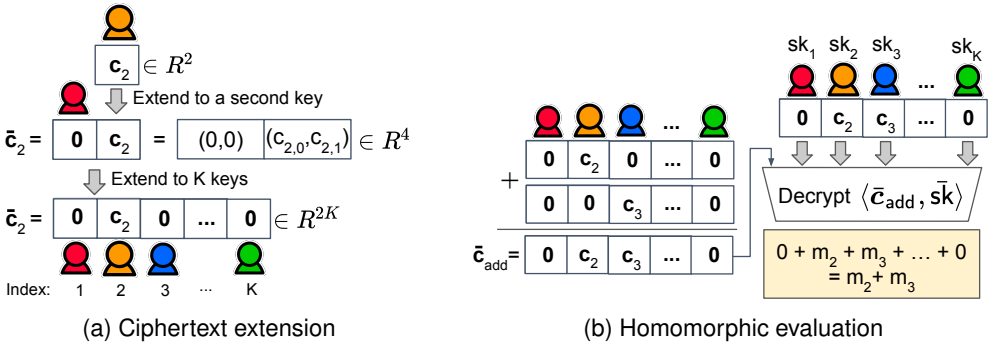 c₂ ∈ R²
Extend to a second key
c̄₂ = 0 c₂ = (0,0) (c₂,₀,c₂,₁) ∈ R⁴
Extend to K keys
c̄₂ = 0 c₂ 0 ... 0 ∈ R²ᴷ
Index: 1 2 3 ... K
(a) Ciphertext extension
...
0 c₂ 0 ... 0
+
0 0 c₃ ... 0
c̄add= 0 c₂ c₃ ... 0
sk₁ sk₂ sk₃ skK
...
0 c₂ c₃ ... 0
Decrypt ⟨c̄add, s̄k̄⟩
0 + m₂ + m₃ + ... + 0
= m₂+ m₃
(b) Homomorphic evaluation